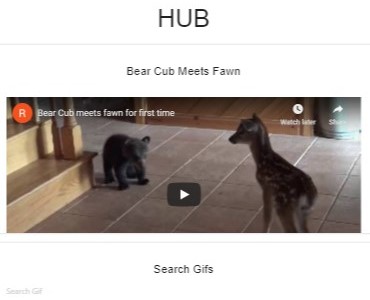 HUB
Bear Cub Meets Fawn
R
Bear Cub meets fawn for first time
Watch later
Share
Search Gifs
Search Gif